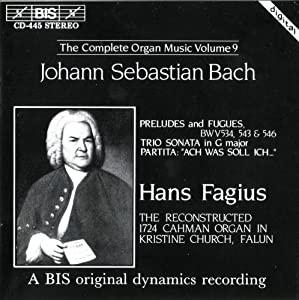 BIS
CD-445 STEREO
digital
The Complete Organ Music Volume 9
Johann Sebastian Bach
PRELUDES and FUGUES,
BWV534, 543 & 546
TRIO SONATA in G major
PARTITA: "ACH WAS SOLL ICH..."
Hans Fagius
THE RECONSTRUCTED
1724 CAHMAN ORGAN IN
KRISTINE CHURCH, FALUN
A BIS original dynamics recording